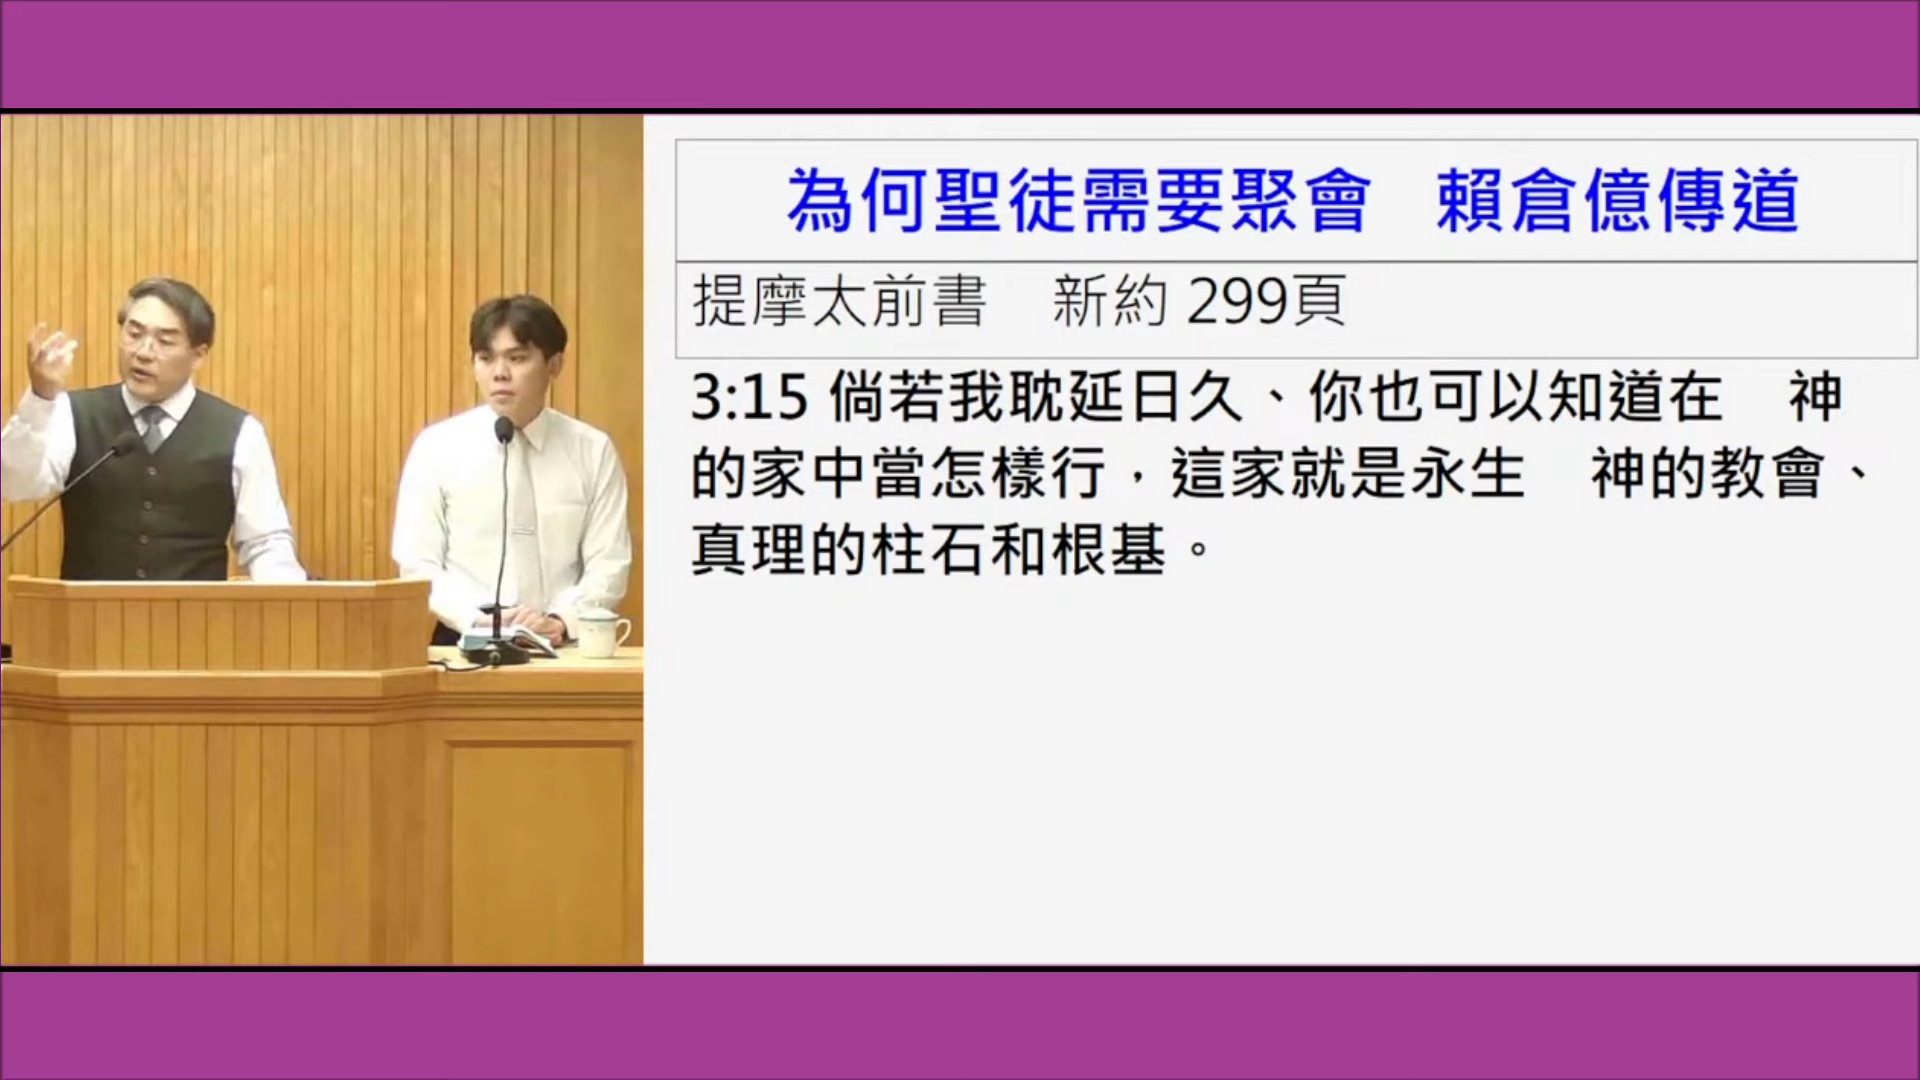 為何聖徒需要聚會　賴倉億傳道
提摩太前書　新約 299頁
3:15 倘若我耽延日久、你也可以知道在　神
的家中當怎樣行，這家就是永生　神的教會、
真理的柱石和根基。